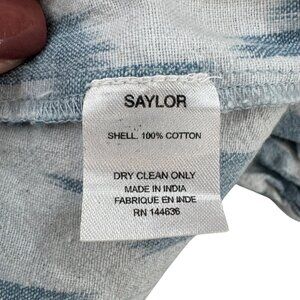 SAYLOR
SHELL. 100% COTTON
DRY CLEAN ONLY
MADE IN INDIA
FABRIQUE EN INDE
RN 144636